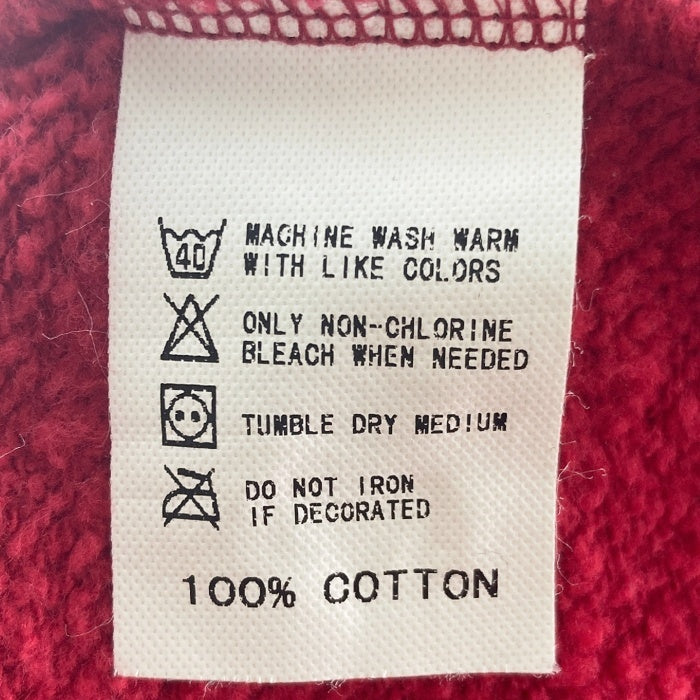 40
MACHINE WASH WARM
WITH LIKE COLORS
ONLY NON-CHLORINE
BLEACH WHEN NEEDED
TUMBLE DRY MEDIUM
DO NOT IRON
IF DECORATED
100% COTTON